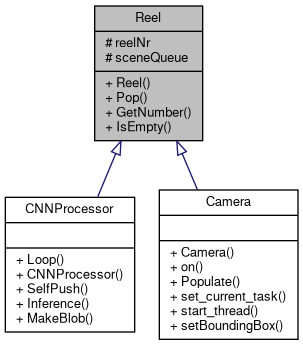 Reel
# reelNr
# sceneQueue
+ Reel()
+ Pop()
+ GetNumber()
+ IsEmpty()
CNNProcessor
+ Loop()
+ CNNProcessor()
+ SelfPush()
+ Inference()
+ MakeBlob()
Camera
+ Camera()
+ on()
+ Populate()
+ set_current_task()
+ start_thread()
+ setBoundingBox()